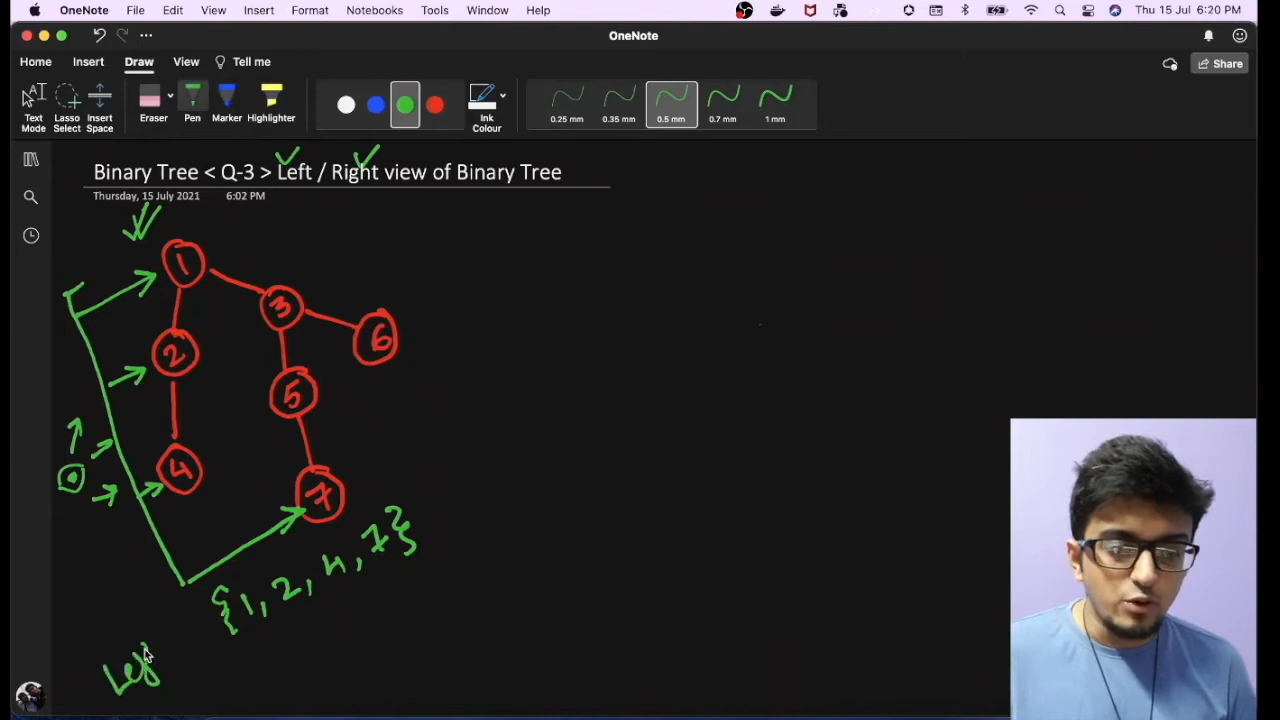 OneNote File Edit View Insert Format Notebooks Tools Window Help Thu 15 Jul 6:20 PM
OneNote
Home Insert Draw View Tell me Share
Text Mode Lasso Select Insert Space Eraser Pen Marker Highlighter Ink Colour 0.25 mm 0.35 mm 0.5 mm 0.7 mm 1 mm
Binary Tree < Q-3 > Left / Right view of Binary Tree
Thursday, 15 July 2021 6:02 PM
1
3
6
2
5
4
7
{1, 2, 4, 7}
Lef